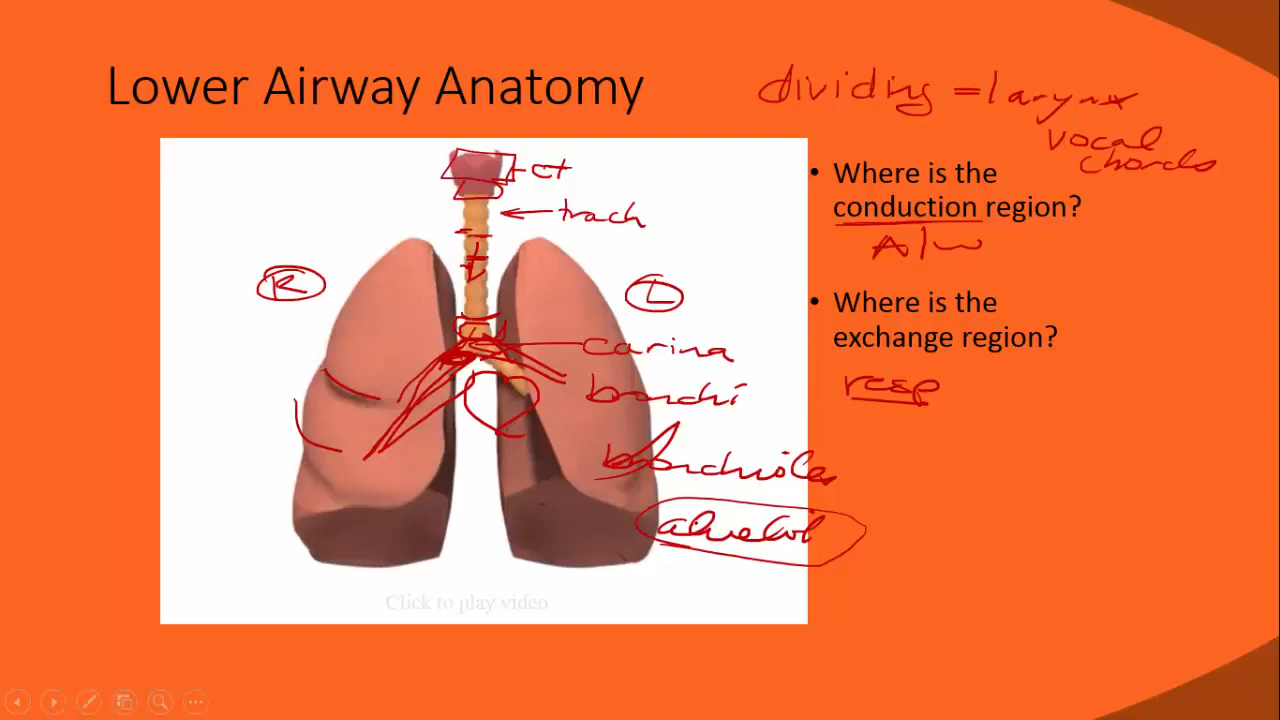 Lower Airway Anatomy
dividing = larynx
vocal
chords
• Where is the
conduction region?
A/w
• Where is the
exchange region?
resp
ct
trach
R
L
carina
bronchi
bronchioles
alveoli
Click to play video